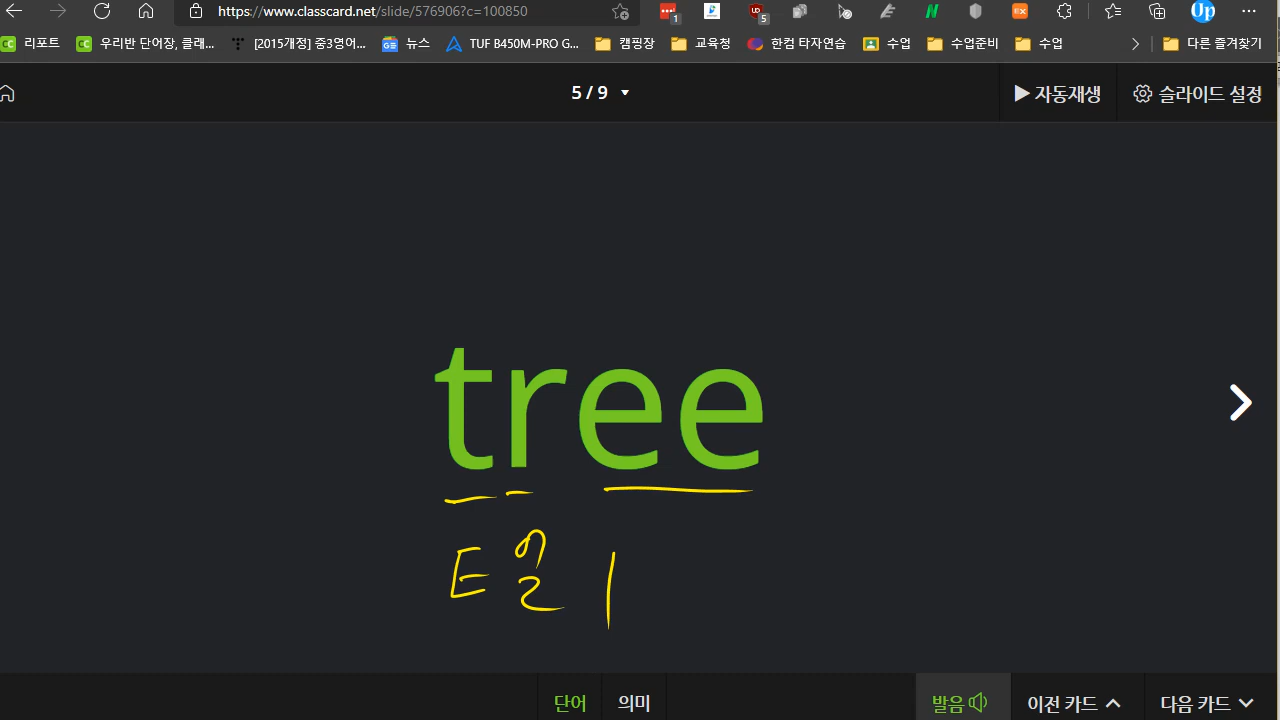 https://www.classcard.net/slide/576906?c=100850
1
5
Up
리포트
우리반 단어장, 클래...
[2015개정] 중3영어...
뉴스
TUF B450M-PRO G...
캠핑장
교육청
한컴 타자연습
수업
수업준비
수업
다른 즐겨찾기
5 / 9
자동재생
슬라이드 설정
tree
단어
의미
발음
이전 카드
다음 카드